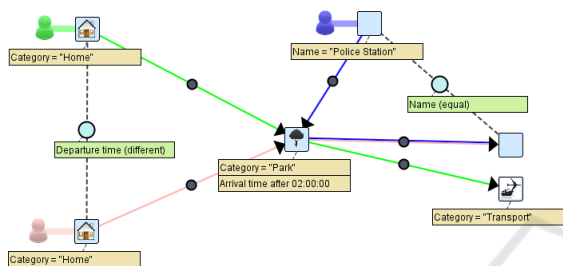 Category = "Home"
Name = "Police Station"
Name (equal)
Departure time (different)
Category = "Park"
Arrival time after 02:00:00
Category = "Transport"
Category = "Home"